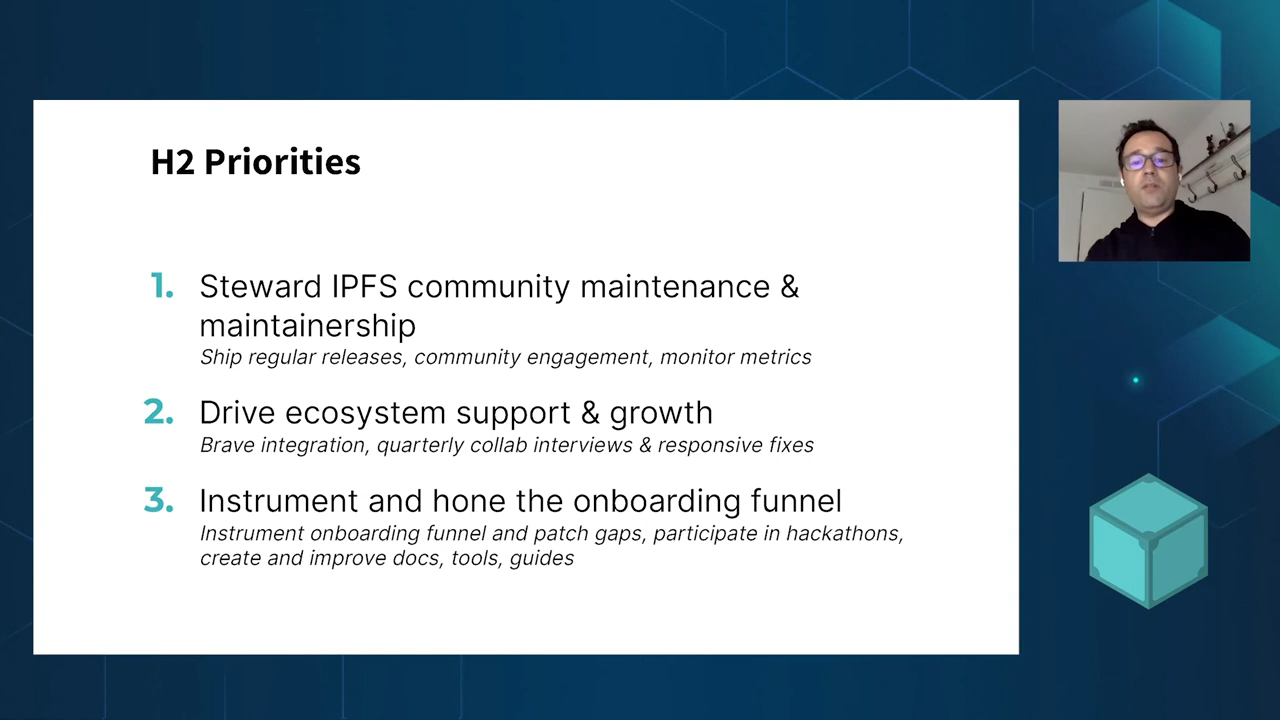 H2 Priorities
1. Steward IPFS community maintenance &
maintainership
Ship regular releases, community engagement, monitor metrics
2. Drive ecosystem support & growth
Brave integration, quarterly collab interviews & responsive fixes
3. Instrument and hone the onboarding funnel
Instrument onboarding funnel and patch gaps, participate in hackathons,
create and improve docs, tools, guides